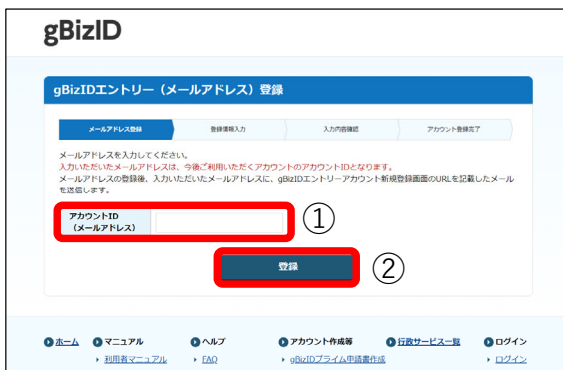 gBizID
gBizIDエントリー（メールアドレス）登録
メールアドレス登録 登録情報入力 入力内容確認 アカウント登録完了
メールアドレスを入力してください。
入力いただいたメールアドレスは、今後ご利用いただくアカウントのアカウントIDとなります。
メールアドレスの登録後、入力いただいたメールアドレスに、gBizIDエントリーアカウント新規登録画面のURLを記載したメール
を送信します。
アカウントID
（メールアドレス）
①
登録
②
ホーム マニュアル ヘルプ アカウント作成等 行政サービス一覧 ログイン
利用者マニュアル FAQ gBizIDプライム申請書作成 ログイン